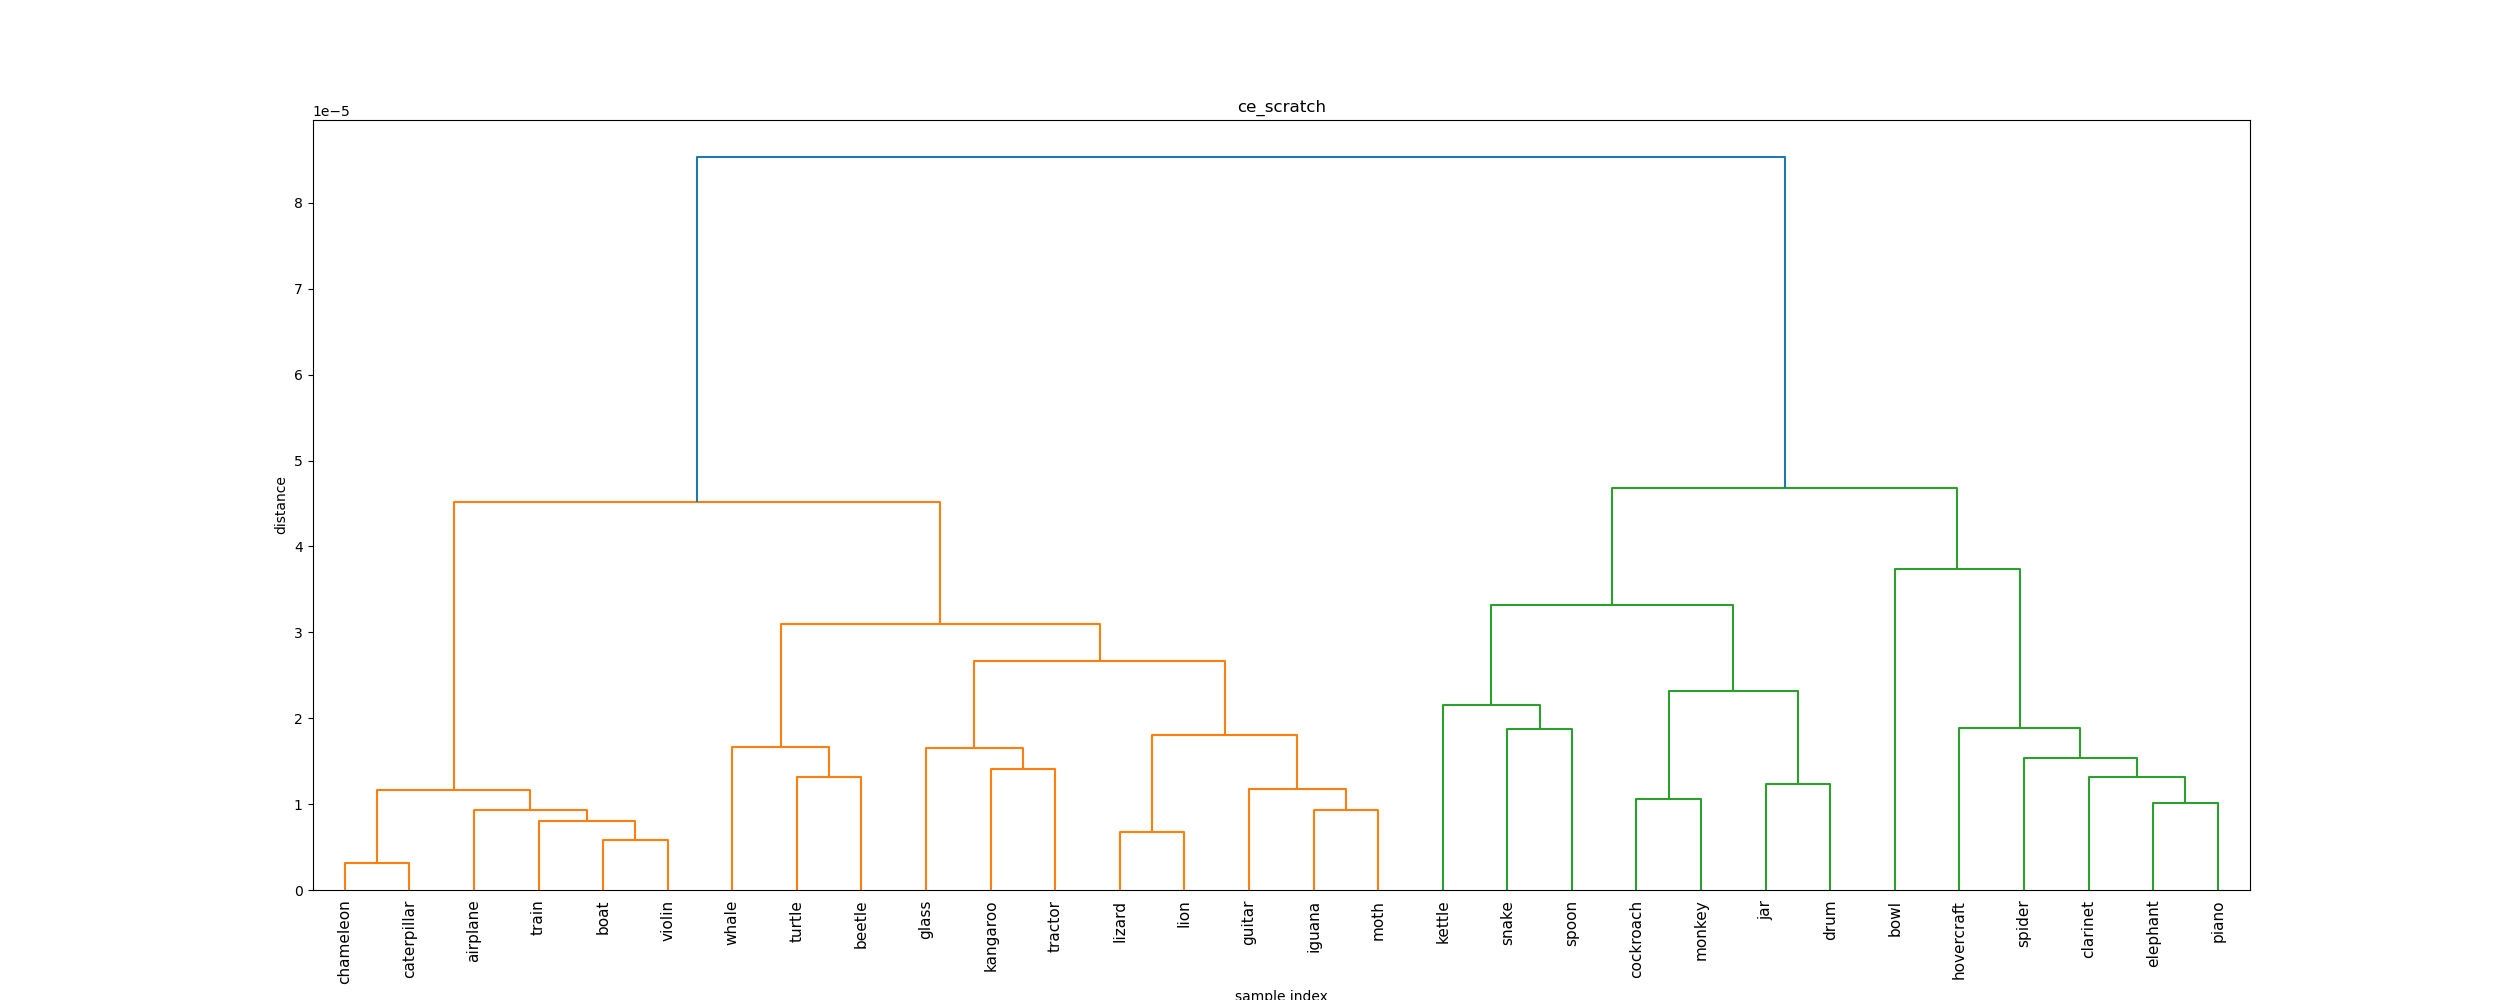 ce_scratch
1e−5
8
7
6
5
4
3
2
1
0
distance
chameleon
caterpillar
airplane
train
boat
violin
whale
turtle
beetle
glass
kangaroo
tractor
lizard
lion
guitar
iguana
moth
kettle
snake
spoon
cockroach
monkey
jar
drum
bowl
hovercraft
spider
clarinet
elephant
piano
sample index